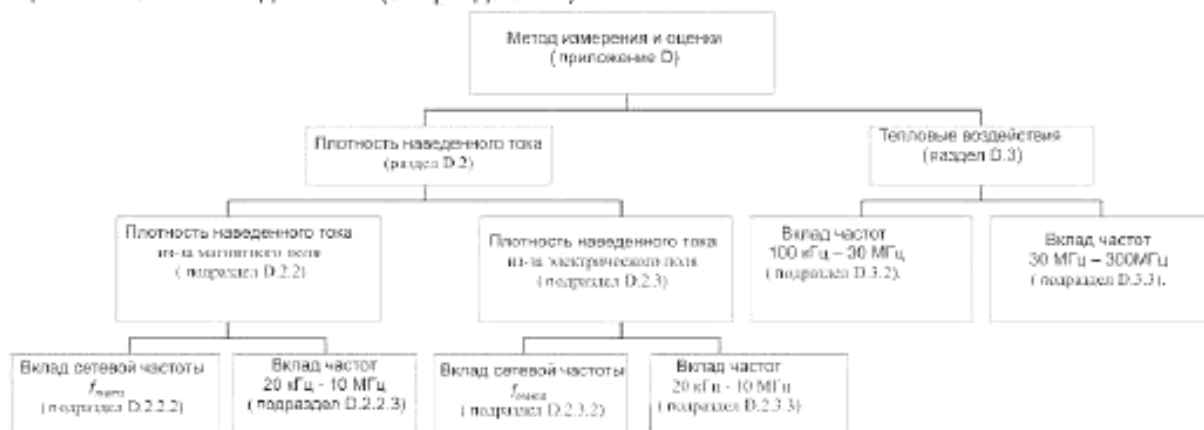 Метод измерения и оценки
( приложение D)
Плотность наведенного тока
(раздел D.2)
Тепловые воздействия
(раздел D.3)
Плотность наведенного тока
из-за магнитного поля
( подраздел D.2.2)
Плотность наведенного тока
из-за электрического поля
( подраздел D.2.3)
Вклад частот
100 кГц – 30 МГц
( подраздел D.3.2).
Вклад частот
30 МГц – 300МГц
( подраздел D.3.3).
Вклад сетевой частоты
( подраздел D.2.2.2)
Вклад частот
20 кГц - 10 МГц
( подраздел D.2.2.3)
Вклад сетевой частоты
( подраздел D.2.3.2)
Вклад частот
20 кГц - 10 МГц
( подраздел D.2.3.3)